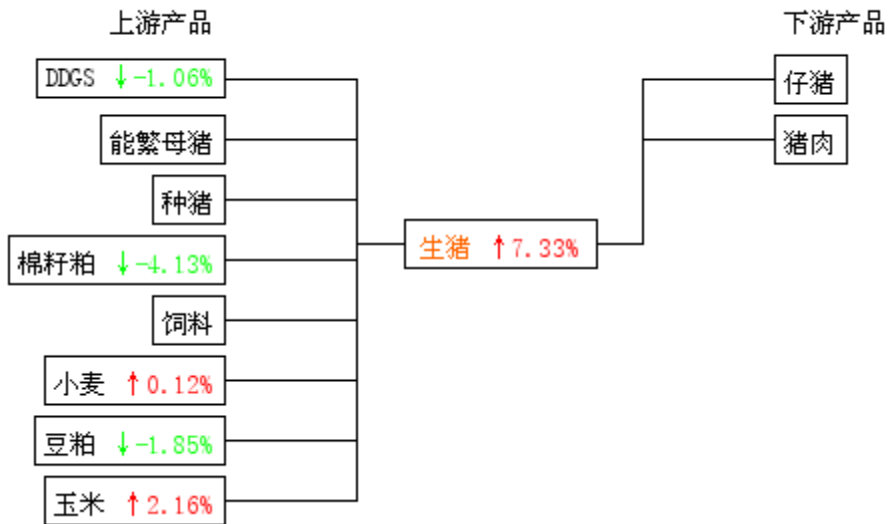 上游产品
下游产品
DDGS ↓-1.06%
仔猪
能繁母猪
猪肉
种猪
生猪 ↑7.33%
棉籽粕 ↓-4.13%
饲料
小麦 ↑0.12%
豆粕 ↓-1.85%
玉米 ↑2.16%